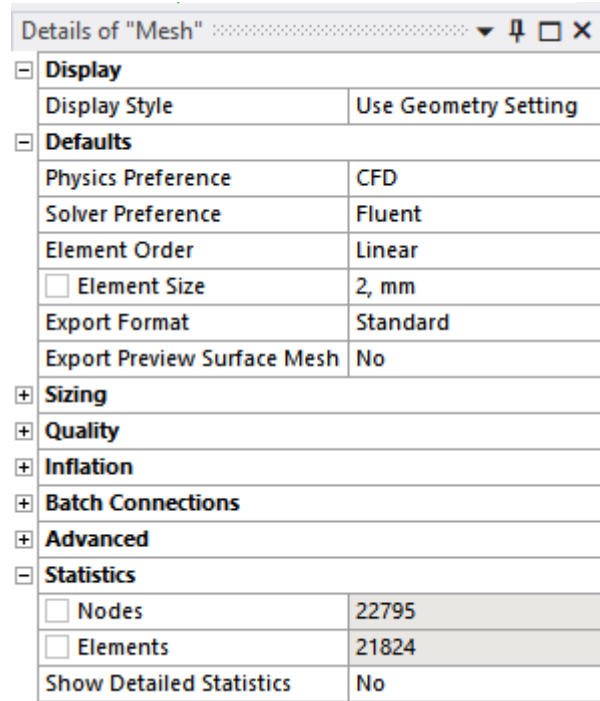 Details of "Mesh"
Display
Display Style Use Geometry Setting
Defaults
Physics Preference CFD
Solver Preference Fluent
Element Order Linear
Element Size 2, mm
Export Format Standard
Export Preview Surface Mesh No
Sizing
Quality
Inflation
Batch Connections
Advanced
Statistics
Nodes 22795
Elements 21824
Show Detailed Statistics No